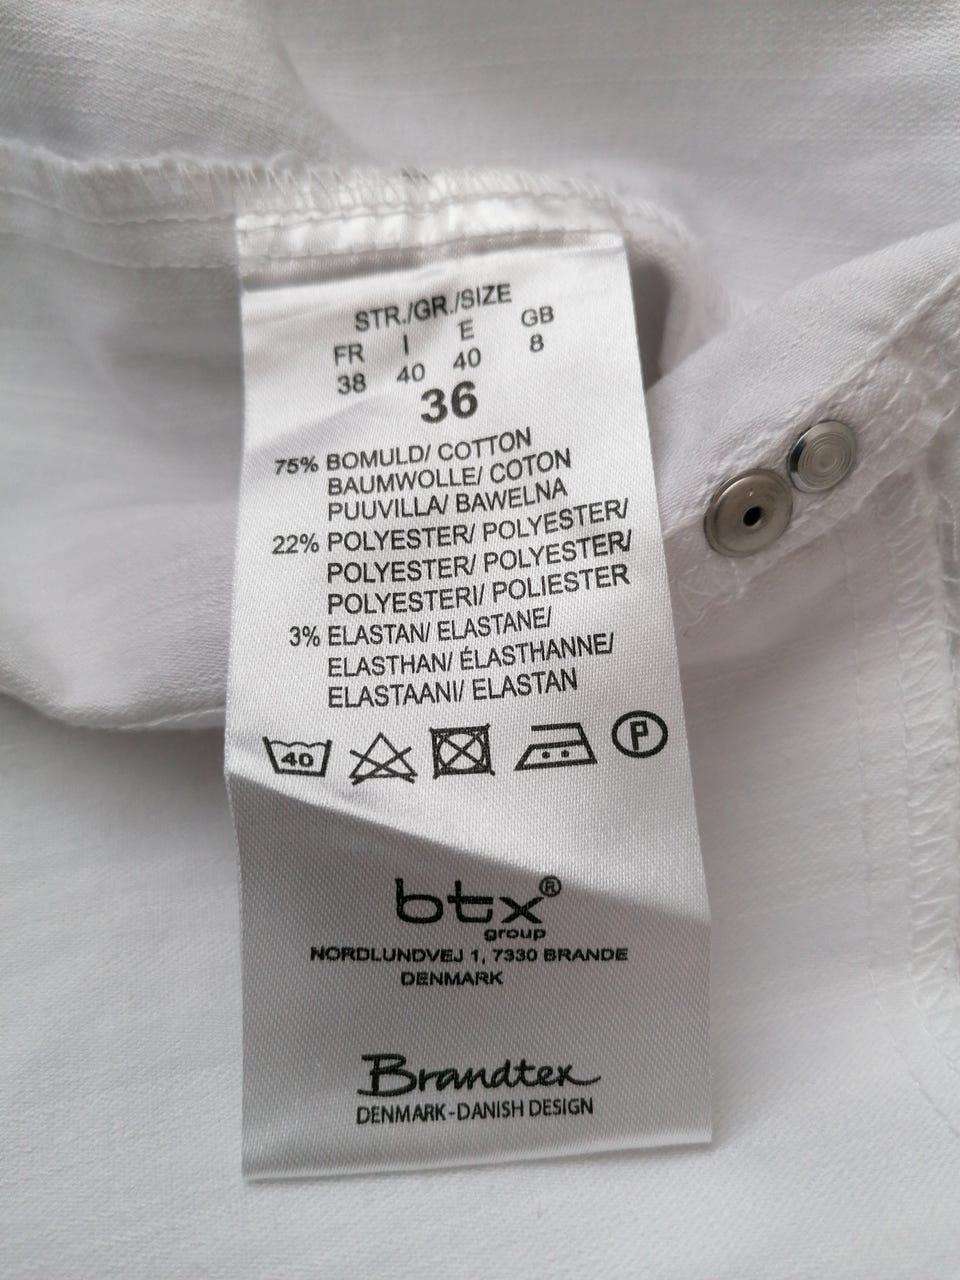 STR./GR./SIZE
FR I E GB
38 40 40 8
36
75% BOMULD/ COTTON
BAUMWOLLE/ COTON
PUUVILLA/ BAWELNA
22% POLYESTER/ POLYESTER/
POLYESTER/ POLYESTER/
POLYESTERI/ POLIESTER
3% ELASTAN/ ELASTANE/
ELASTHAN/ ÉLASTHANNE/
ELASTAANI/ ELASTAN
40 P
btx®
group
NORDLUNDVEJ 1, 7330 BRANDE
DENMARK
Brandtex
DENMARK-DANISH DESIGN